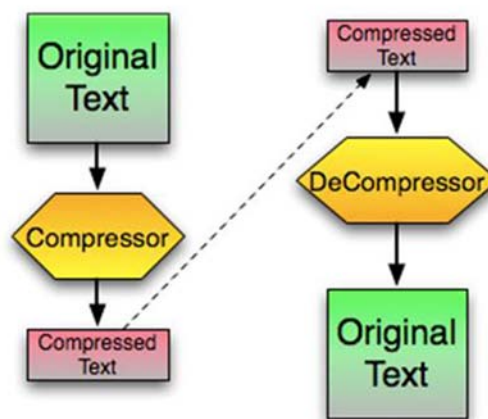 Original
Text
Compressor
Compressed
Text
Compressed
Text
DeCompressor
Original
Text